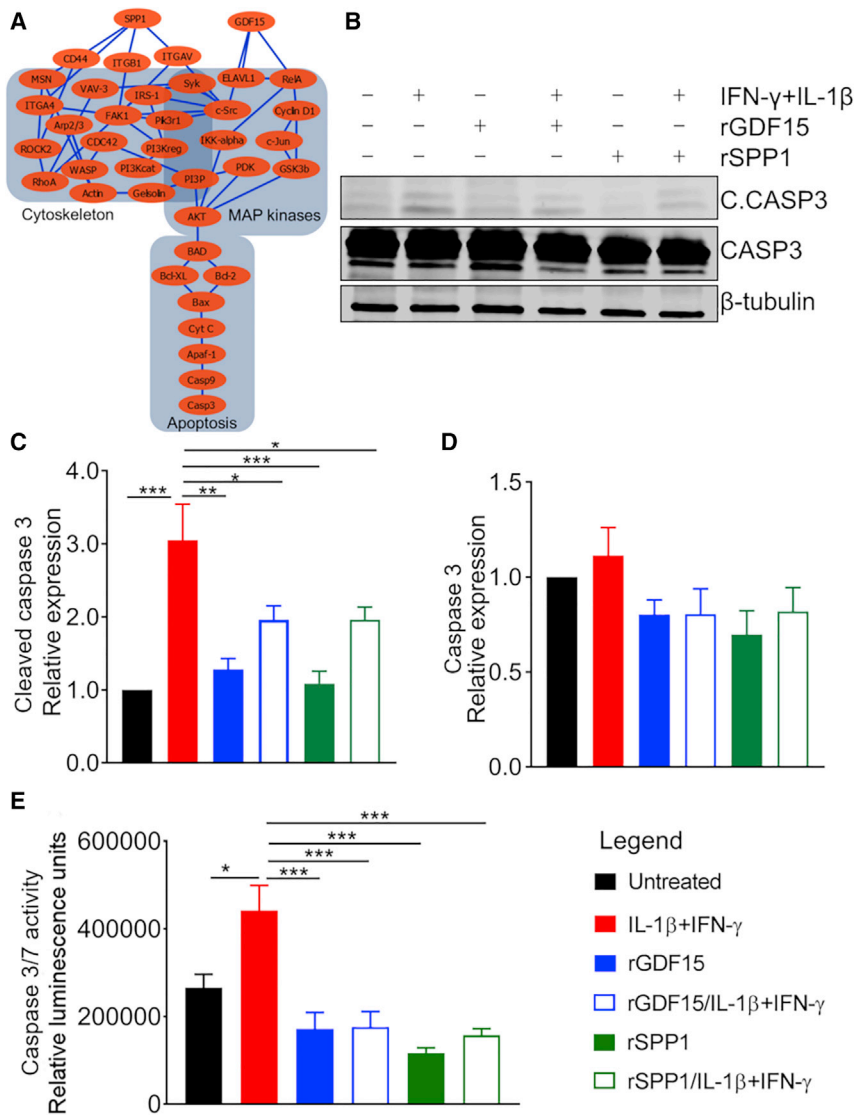 A
SPP1
GDF15
CD44
ITGB1
ITGAV
MSN
VAV-3
IRS-1
Syk
ELAVL1
RelA
ITGA4
Arp2/3
FAK1
Pik3r1
c-Src
Cyclin D1
ROCK2
CDC42
PI3Kreg
IKK-alpha
c-Jun
RhoA
WASP
PI3Kcat
PI3P
PDK
GSK3b
Actin
Gelsolin
Cytoskeleton
AKT
MAP kinases
BAD
Bcl-XL
Bcl-2
Bax
Cyt C
Apaf-1
Casp9
Casp3
Apoptosis
B
– + – + – + IFN-γ+IL-1β
– – + + – – rGDF15
– – – – + + rSPP1
C.CASP3
CASP3
β-tubulin
C
Cleaved caspase 3
Relative expression
4.0
3.0
2.0
1.0
0.0
*
***
*
*** **
D
Caspase 3
Relative expression
1.5
1.0
0.5
0.0
E
Caspase 3/7 activity
Relative luminescence units
600000
400000
200000
0
***
***
***
* ***
Legend
Untreated
IL-1β+IFN-γ
rGDF15
rGDF15/IL-1β+IFN-γ
rSPP1
rSPP1/IL-1β+IFN-γ